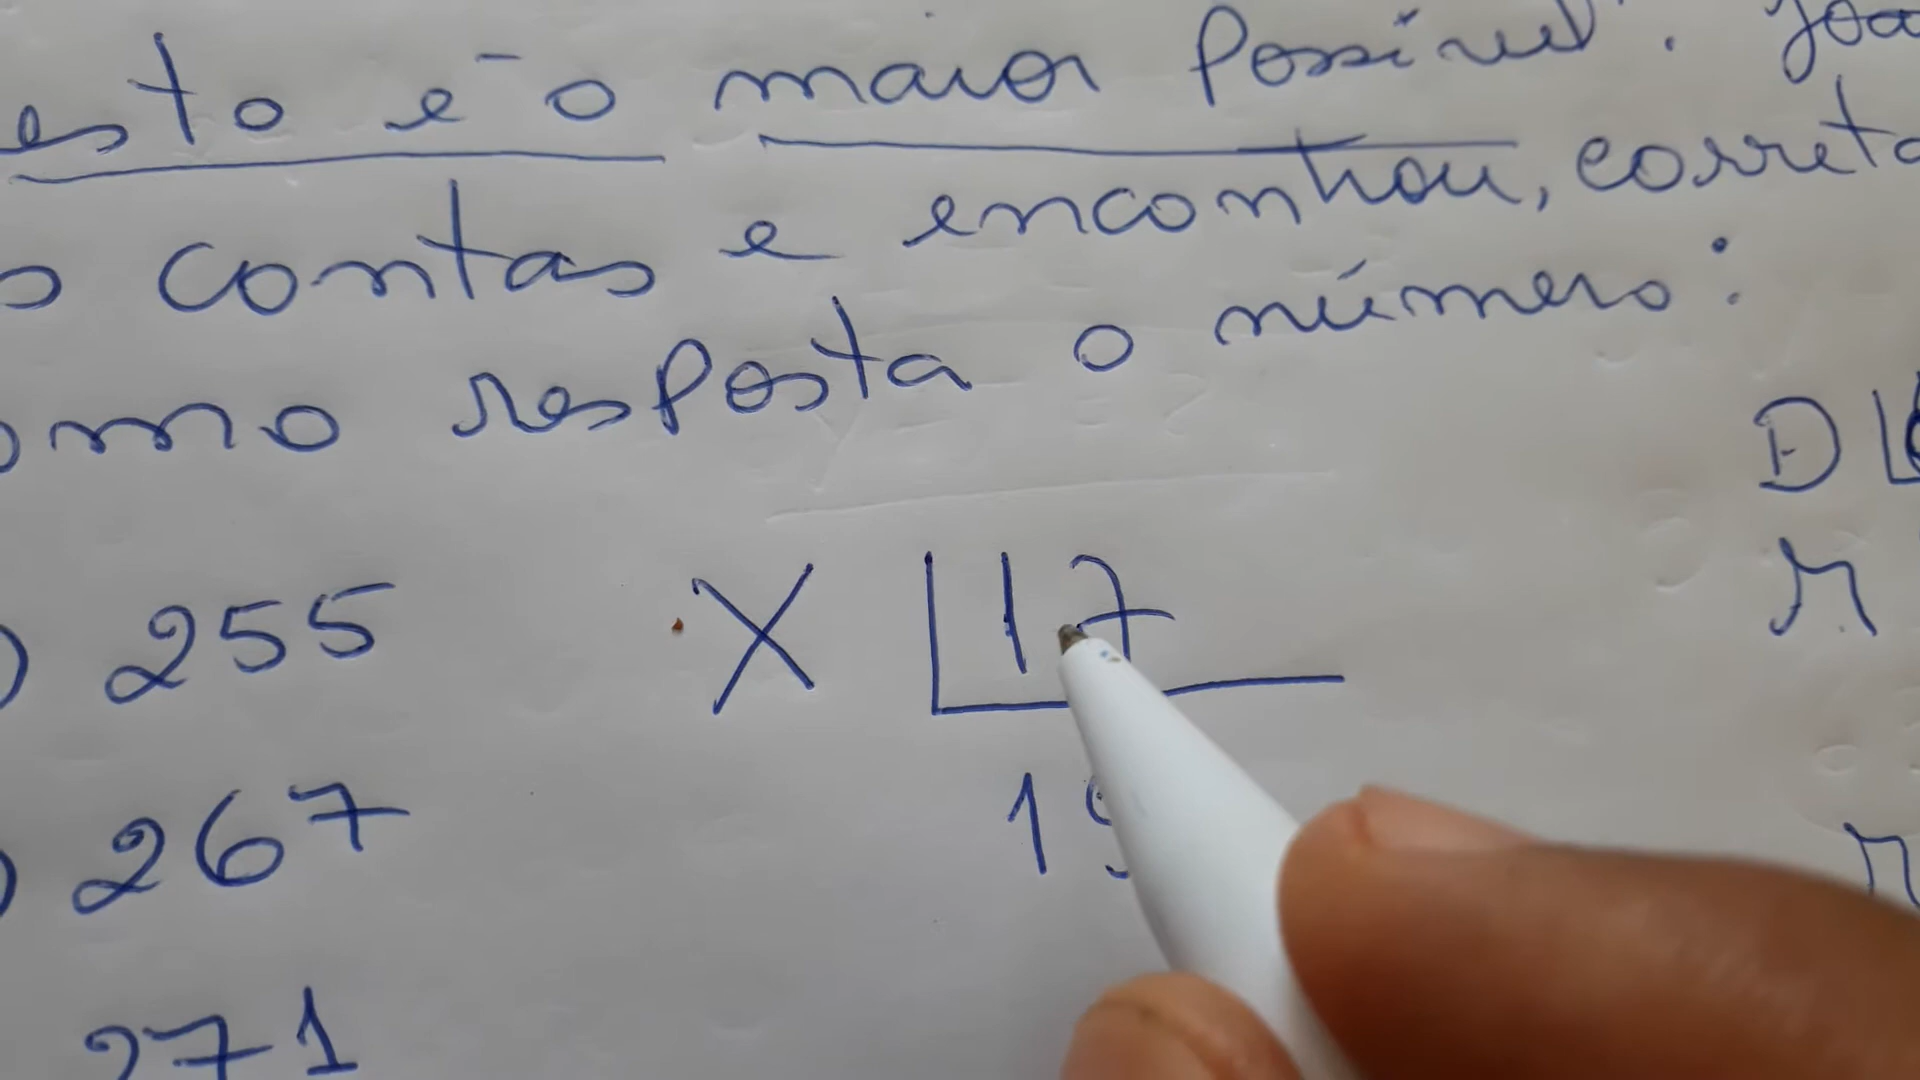 esto é o maior possível". Joã
s contas e encontrou, correta
omo resposta o número:
D
) 255 X 17 r
) 267 19
271